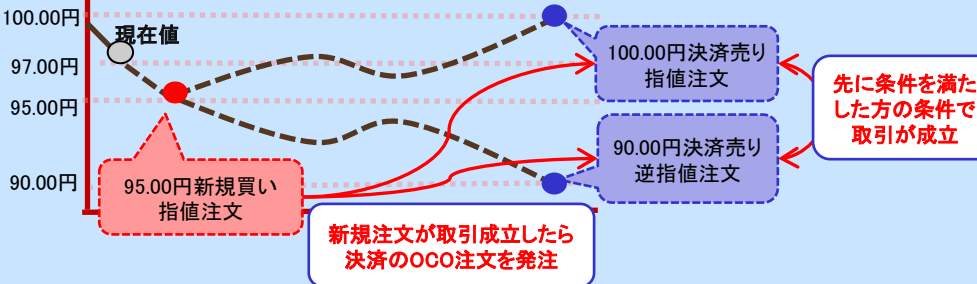 100.00円
現在値
97.00円
95.00円
90.00円
95.00円新規買い
指値注文
100.00円決済売り
指値注文
90.00円決済売り
逆指値注文
先に条件を満た
した方の条件で
取引が成立
新規注文が取引成立したら
決済のOCO注文を発注